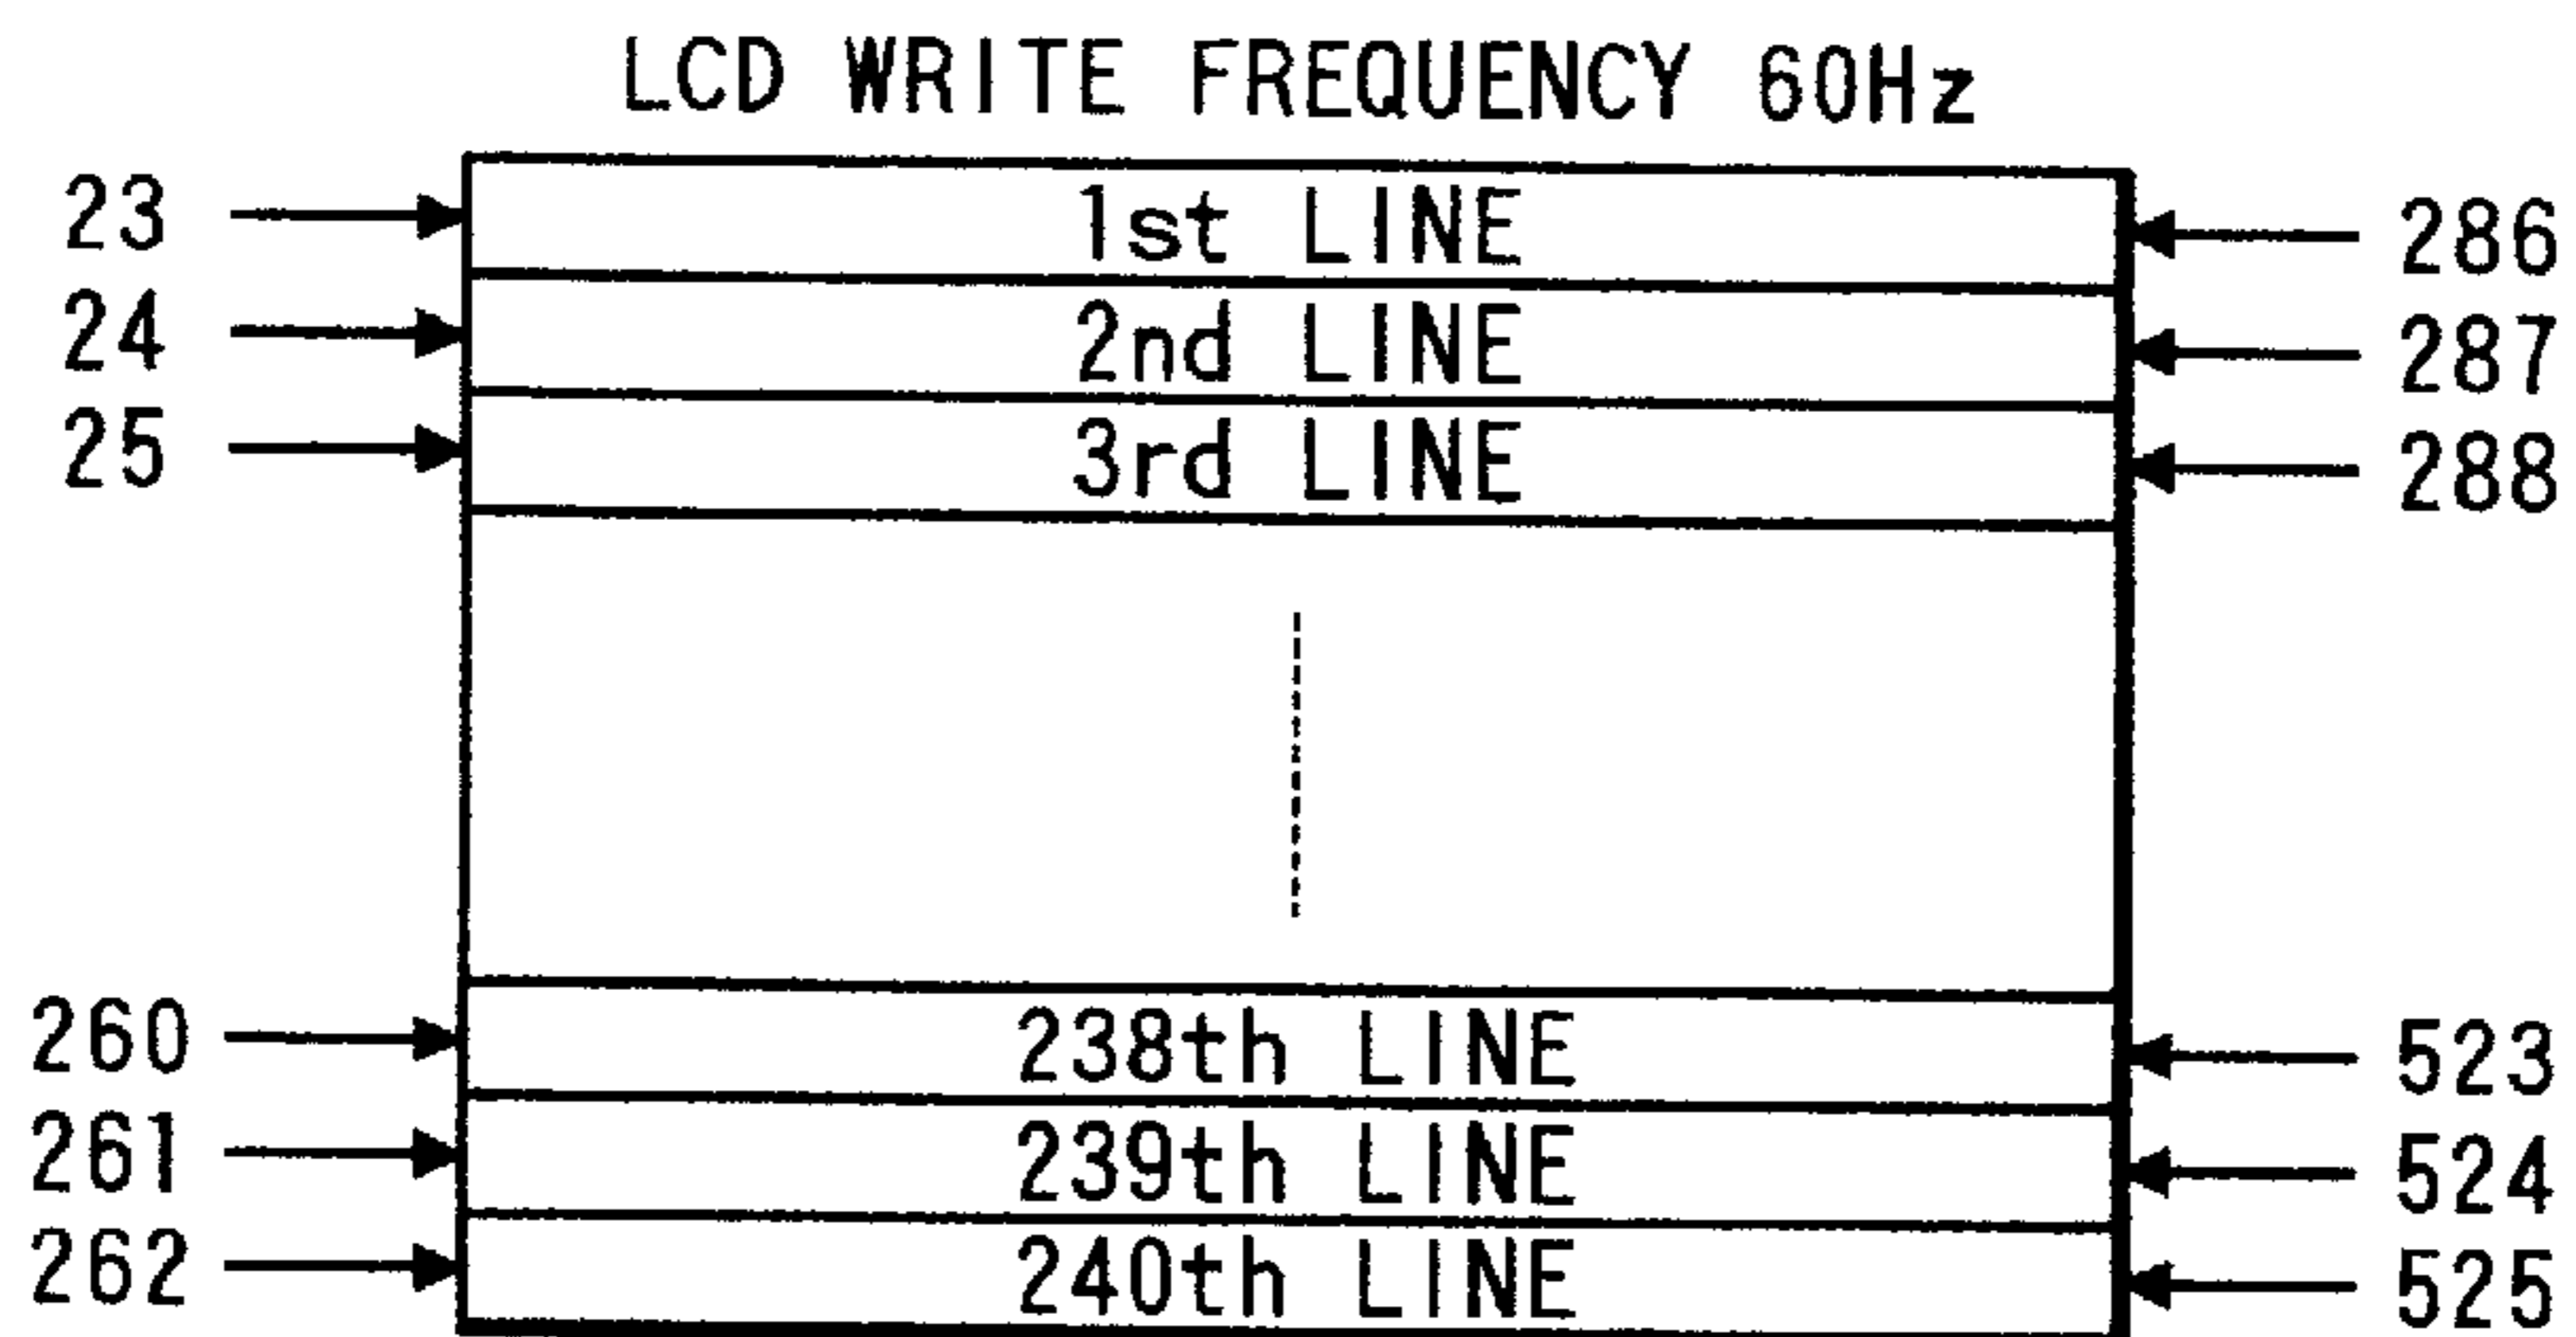 LCD WRITE FREQUENCY 60Hz
23 1st LINE 286
24 2nd LINE 287
25 3rd LINE 288
260 238th LINE 523
261 239th LINE 524
262 240th LINE 525